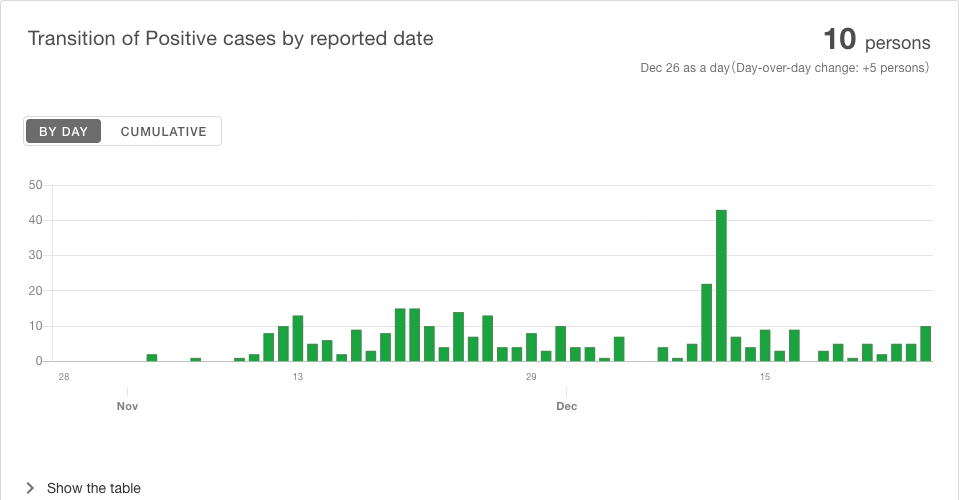 Transition of Positive cases by reported date
10 persons
Dec 26 as a day(Day-over-day change: +5 persons)
BY DAY CUMULATIVE
50
40
30
20
10
0
28 13 29 15
Nov Dec
Show the table